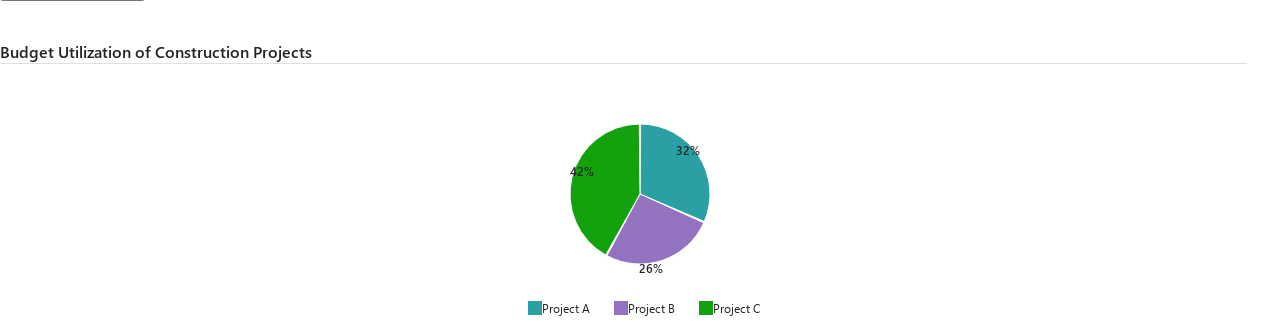 Budget Utilization of Construction Projects
32%
42%
26%
Project A
Project B
Project C